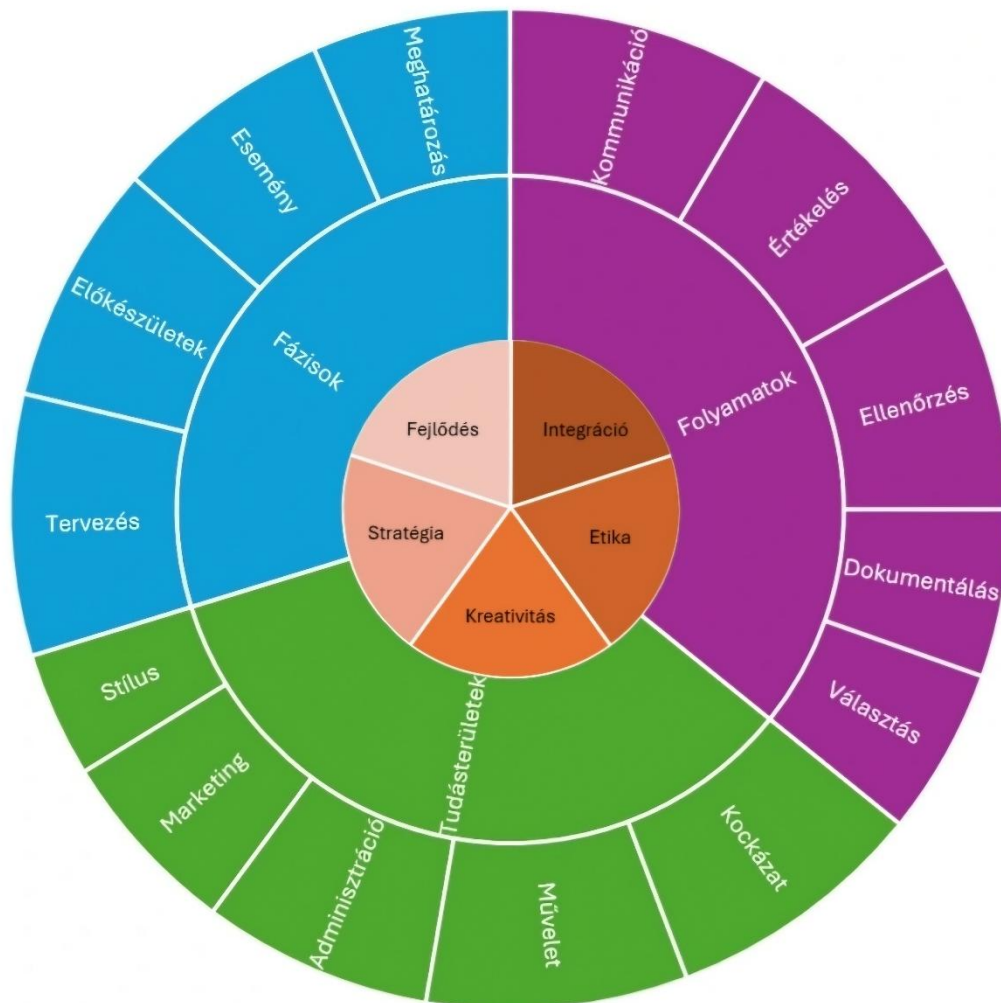 Kommunikáció
Értékelés
Ellenőrzés
Dokumentálás
Választás
Folyamatok
Kockázat
Művelet
Adminisztráció
Marketing
Stílus
Tudásterületek
Tervezés
Előkészületek
Esemény
Meghatározás
Fázisok
Integráció
Etika
Kreativitás
Stratégia
Fejlődés